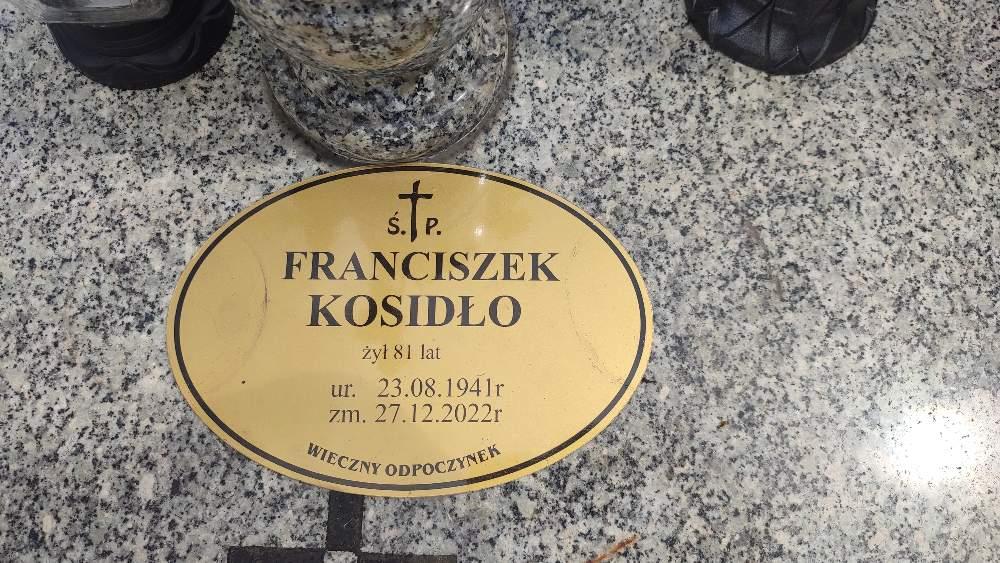 Ś. P.
FRANCISZEK
KOSIDŁO
żył 81 lat
ur. 23.08.1941r
zm. 27.12.2022r
WIECZNY ODPOCZYNEK